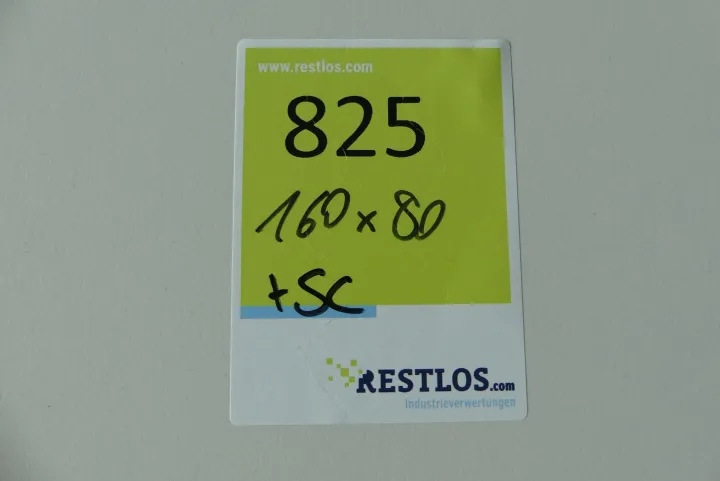 www.restlos.com
825
160 x 80
+ SC
RESTLOS.com
Industrieverwertungen